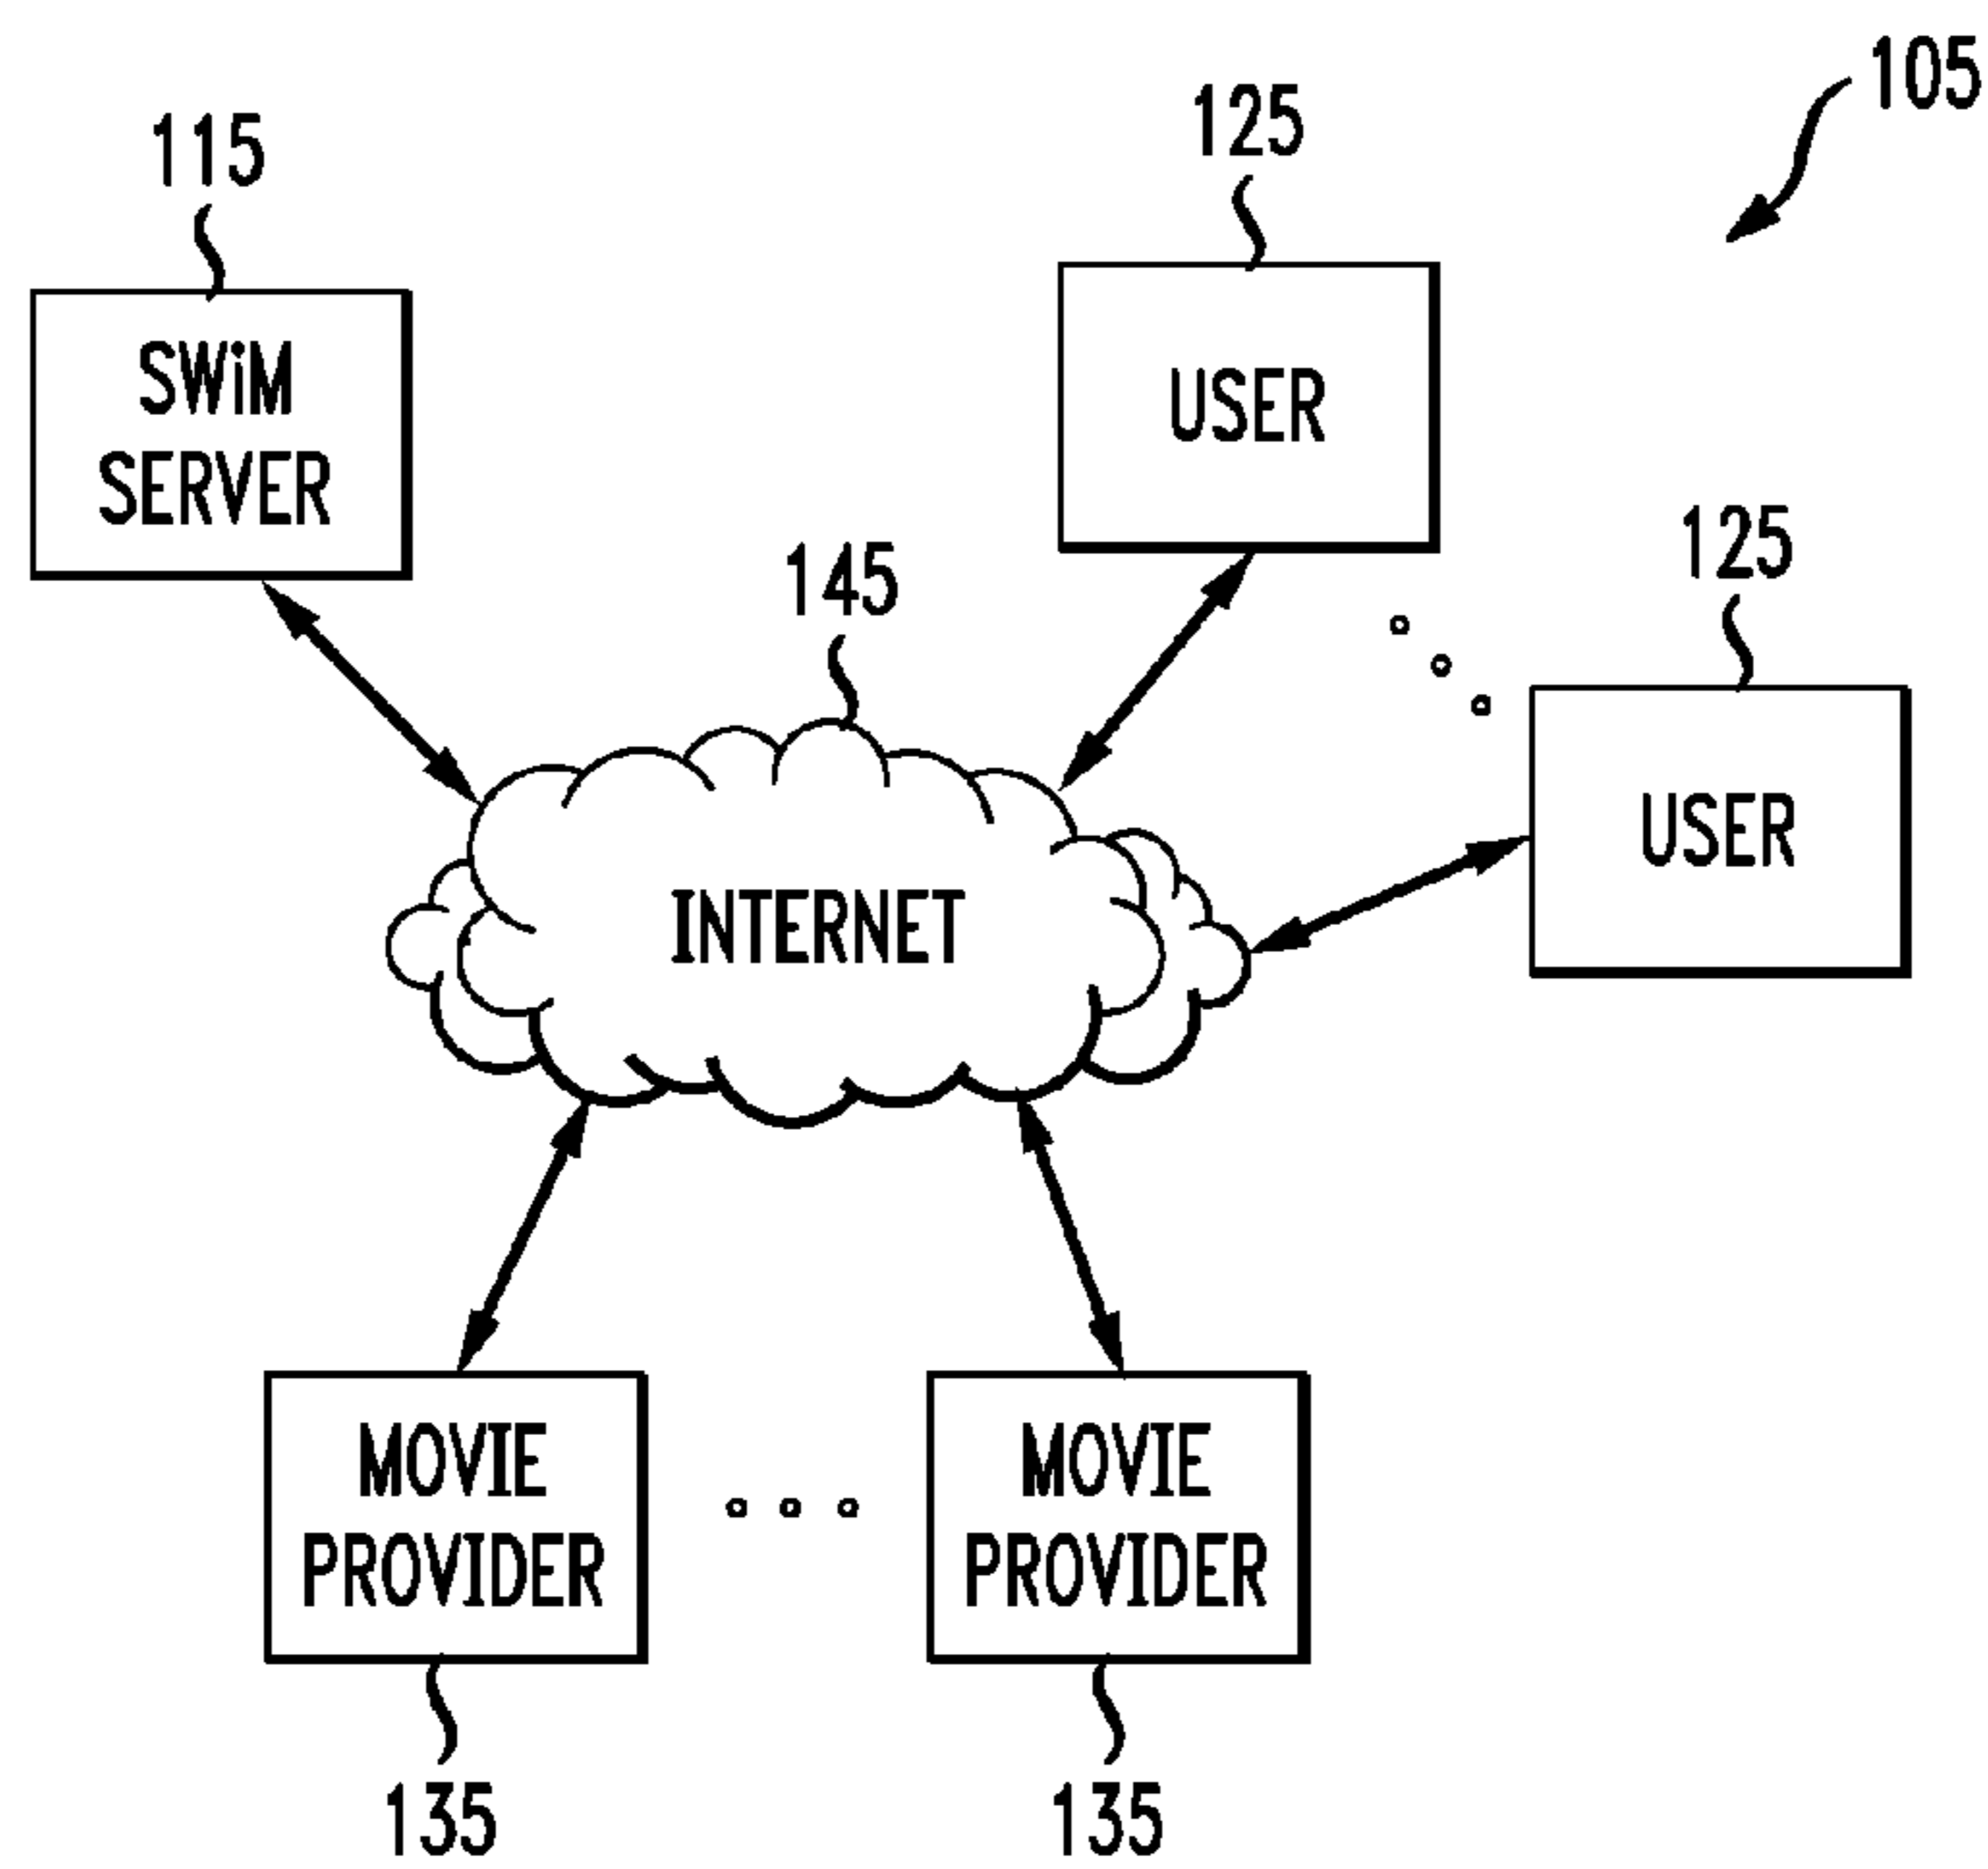 105
115
125
SWiM
SERVER
USER
125
145
USER
INTERNET
MOVIE
PROVIDER
MOVIE
PROVIDER
135
135